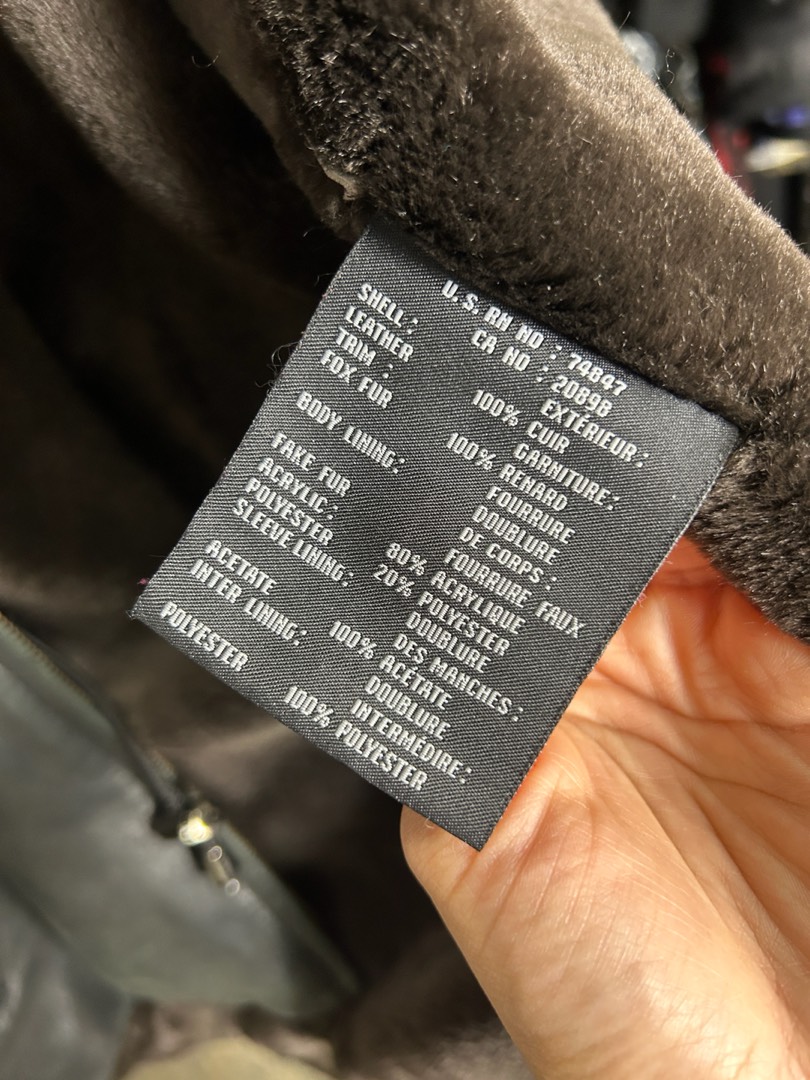 U.S. RN NO : 74847
CA NO : 20898
SHELL: EXTÉRIEUR:
LEATHER 100% CUIR
TRIM : GARNITURE:
FOX FUR 100% RENARD
FOURRURE
BODY LINING: DOUBLURE
DE CORPS:
FAKE FUR FOURRURE FAUX
ACRYLIC: 80% ACRYLIQUE
POLYESTER 20% POLYESTER
SLEEVE LINING: DOUBLURE
DES MANCHES:
ACETATE 100% ACÉTATE
INTER LINING: DOUBLURE
INTERMÉDIRE:
POLYESTER 100% POLYESTER